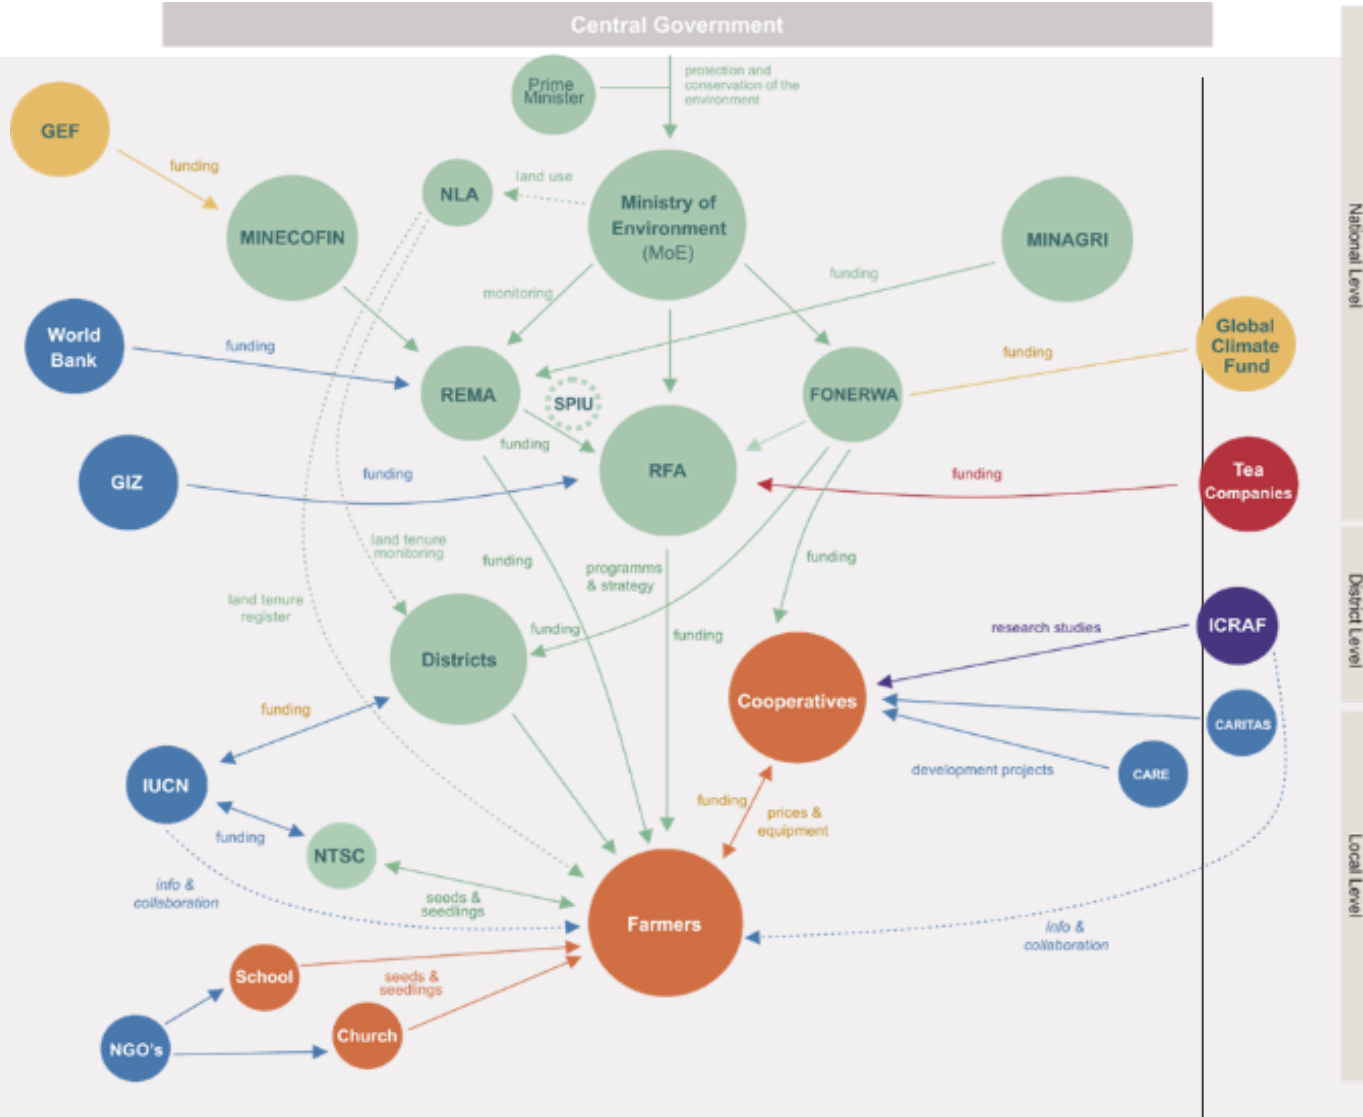 Central Government
Prime
Minister
protection and
conservation of the
environment
GEF
funding
NLA
land use
Ministry of
Environment
(MoE)
MINECOFIN
MINAGRI
funding
monitoring
National Level
World
Bank
funding
Global
Climate
Fund
funding
REMA
SPIU
FONERWA
funding
RFA
GIZ
funding
funding
Tea
Companies
land tenure
monitoring
funding
programms
& strategy
funding
District Level
land tenure
register
funding
funding
research studies
ICRAF
Districts
Cooperatives
funding
CARITAS
development projects
CARE
IUCN
funding
prices &
equipment
funding
NTSC
Local Level
info &
collaboration
seeds &
seedlings
Farmers
info &
collaboration
School
seeds &
seedlings
Church
NGO's